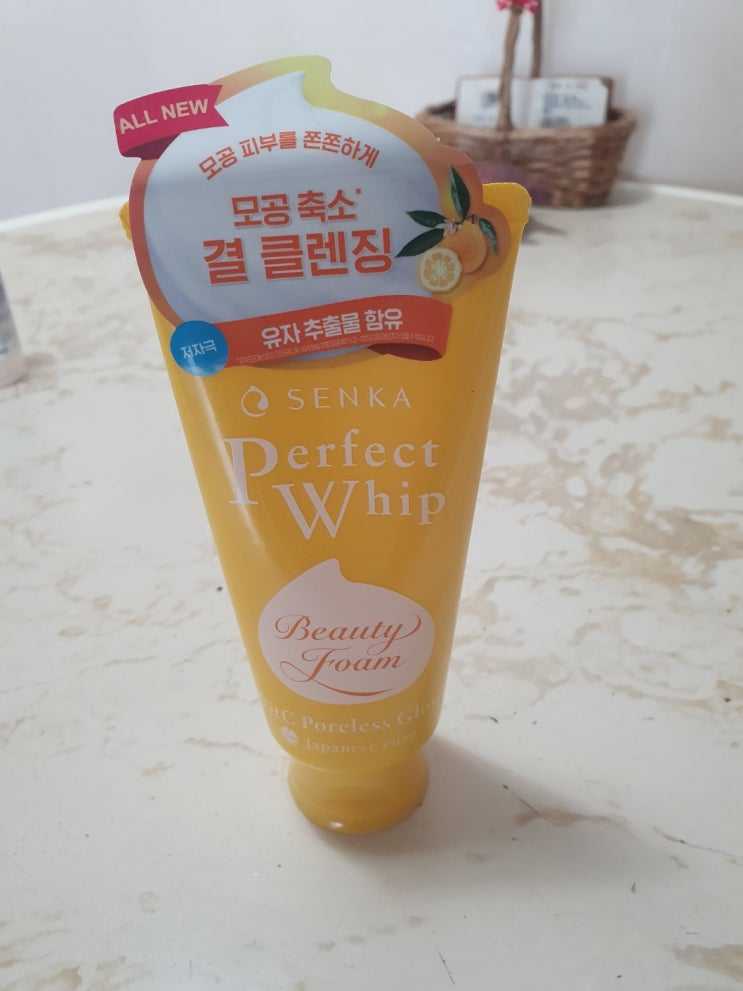 ALL NEW
모공 피부를 쫀쫀하게
모공 축소*
결 클렌징
저자극
유자 추출물 함유
SENKA
Perfect
Whip
Beauty
Foam
Poreless
Japanese